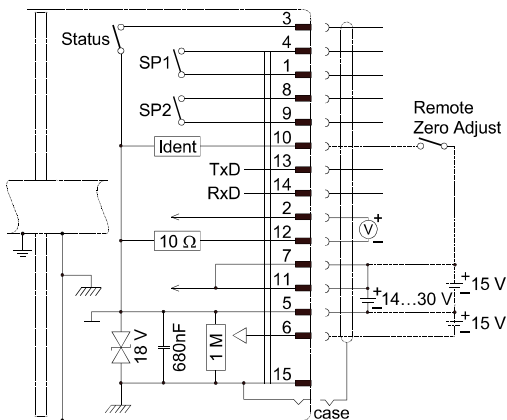 3
Status
4
SP1
1
8
SP2
9
Remote
Zero Adjust
Ident
10
TxD
13
RxD
14
2
+
V
−
10 Ω
12
7
11
+
−
14...30 V
+
−
15 V
5
+
−
15 V
18 V
680nF
1 M
6
15
case